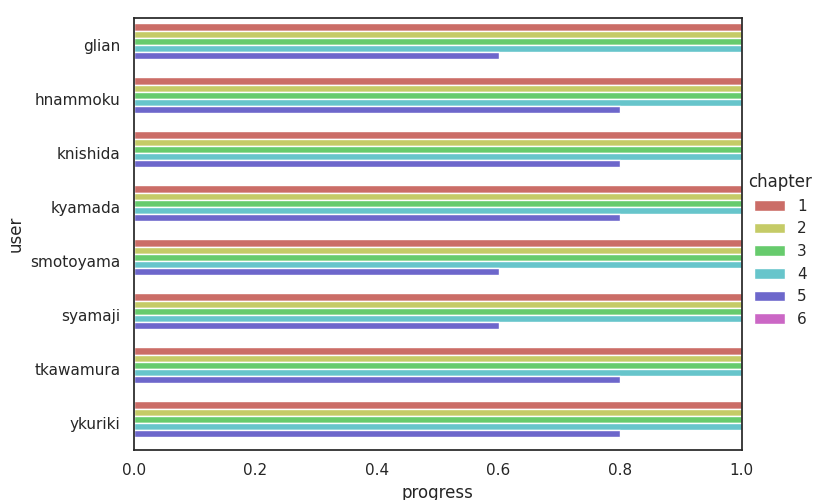 glian
hnammoku
knishida
kyamada
smotoyama
syamaji
tkawamura
ykuriki
user
0.0 0.2 0.4 0.6 0.8 1.0
progress
chapter
1
2
3
4
5
6